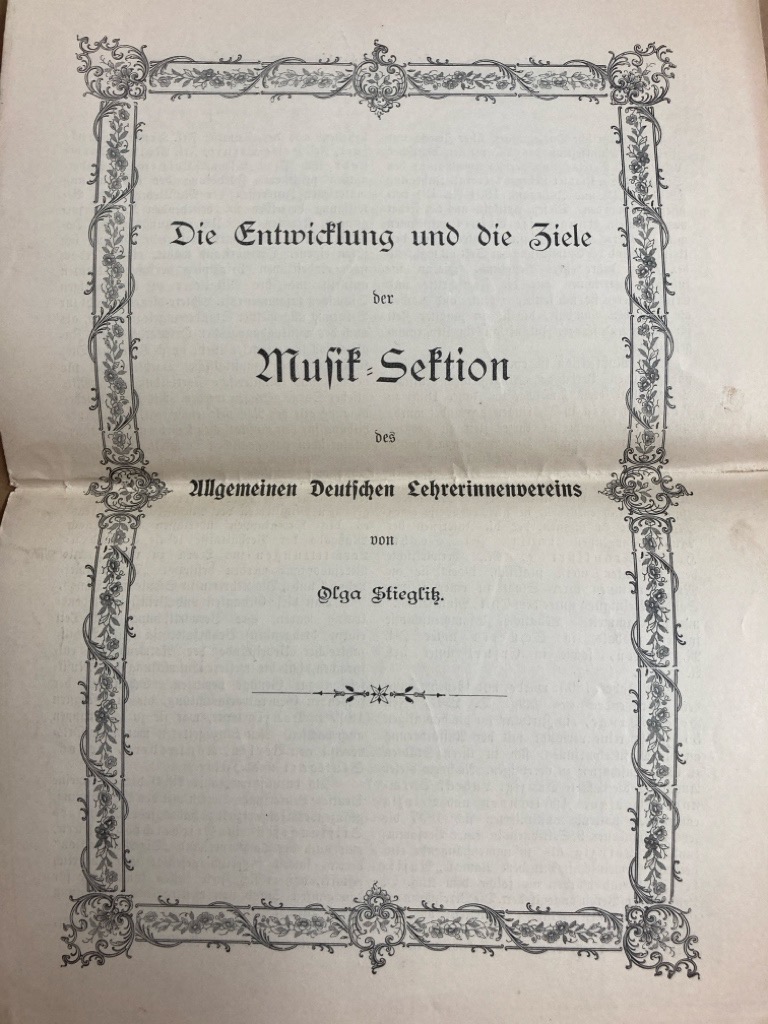 Die Entwicklung und die Ziele
der
Musik-Sektion
des
Allgemeinen Deutschen Lehrerinnenvereins
von
Olga Stieglitz.